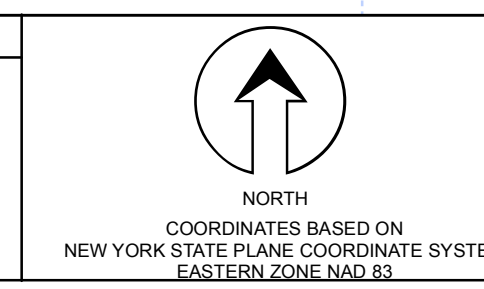 NORTH
COORDINATES BASED ON
NEW YORK STATE PLANE COORDINATE SYSTE
EASTERN ZONE NAD 83